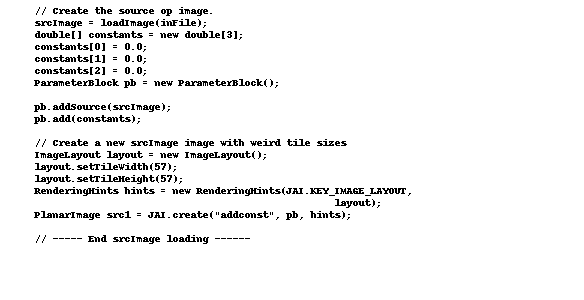 // Create the source op image.
srcImage = loadImage(inFile);
double[] constants = new double[3];
constants[0] = 0.0;
constants[1] = 0.0;
constants[2] = 0.0;
ParameterBlock pb = new ParameterBlock();
pb.addSource(srcImage);
pb.add(constants);
// Create a new srcImage image with weird tile sizes
ImageLayout layout = new ImageLayout();
layout.setTileWidth(57);
layout.setTileHeight(57);
RenderingHints hints = new RenderingHints(JAI.KEY_IMAGE_LAYOUT,
layout);
PlanarImage src1 = JAI.create("addconst", pb, hints);
// ----- End srcImage loading ------